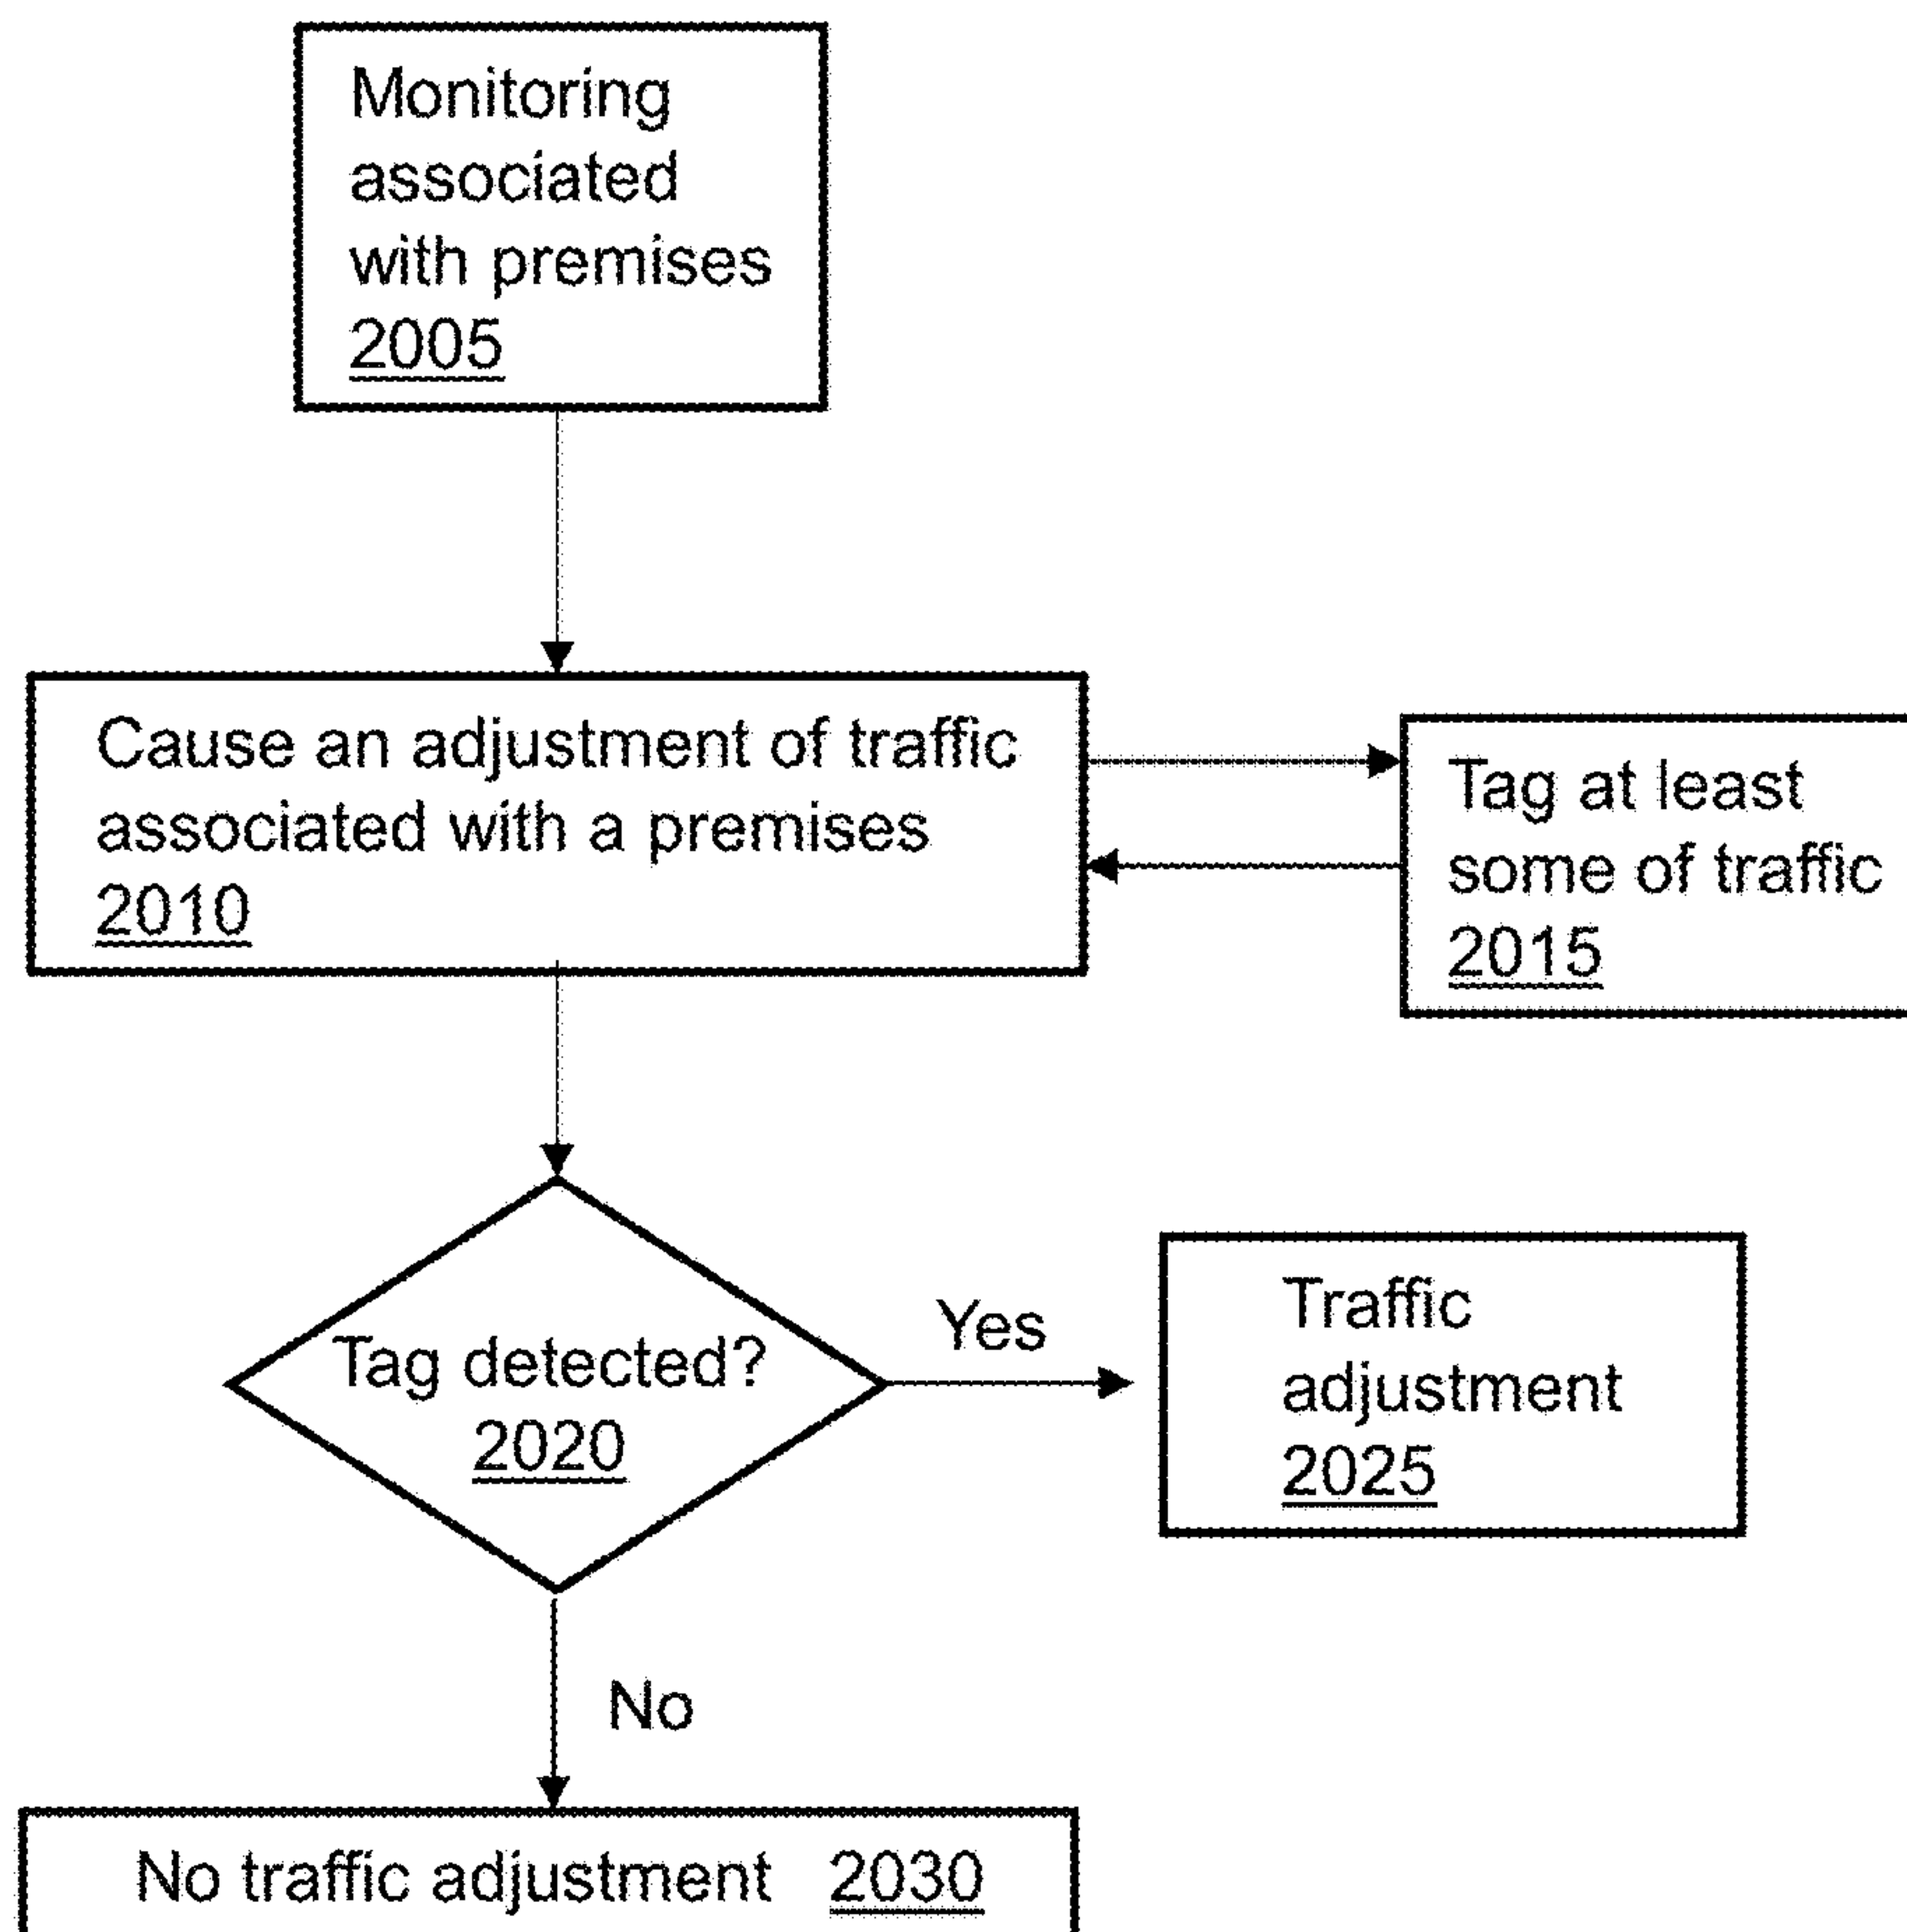 Monitoring
associated
with premises
2005
Cause an adjustment of traffic
associated with a premises
2010
Tag at least
some of traffic
2015
Tag detected?
2020
Yes
Traffic
adjustment
2025
No
No traffic adjustment 2030